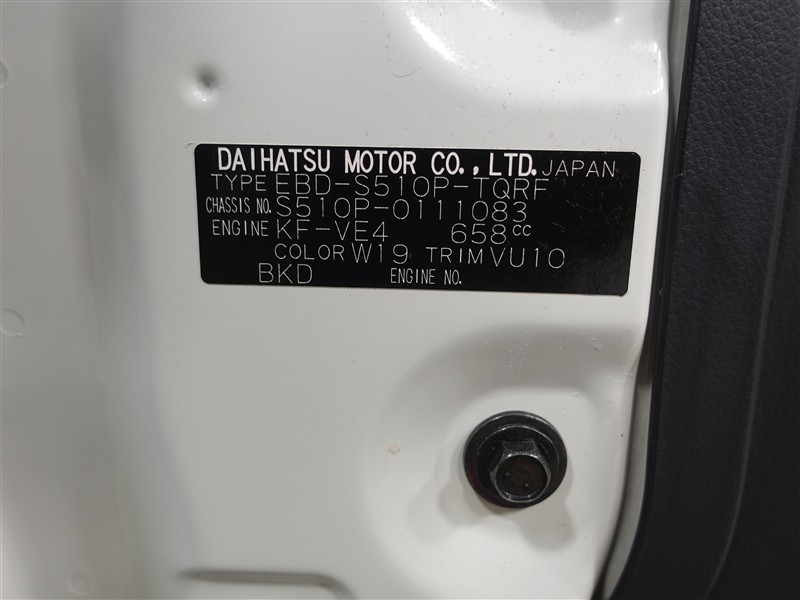 DAIHATSU MOTOR CO., LTD. JAPAN
TYPE EBD-S510P-TQRF
CHASSIS NO. S510P-0111083
ENGINE KF-VE4 658CC
COLOR W19 TRIM VU10
BKD ENGINE NO.